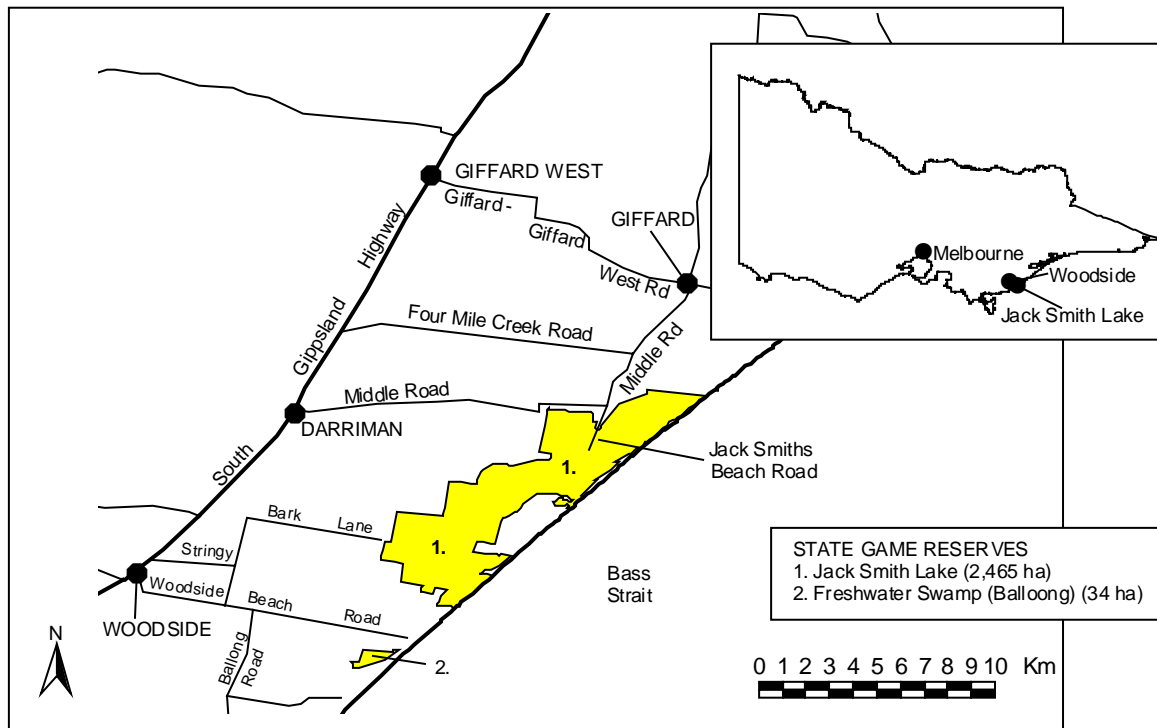 GIFFARD WEST
Giffard -
Giffard
West Rd
GIFFARD
Highway
Gippsland
South
Four Mile Creek Road
Middle Rd
Middle Road
DARRIMAN
Jack Smiths
Beach Road
1.
1.
Bark Lane
Stringy
Woodside Beach Road
WOODSIDE
Ballong
Road
2.
Bass
Strait
N
Melbourne
Woodside
Jack Smith Lake
STATE GAME RESERVES
1. Jack Smith Lake (2,465 ha)
2. Freshwater Swamp (Balloong) (34 ha)
0 1 2 3 4 5 6 7 8 9 10 Km